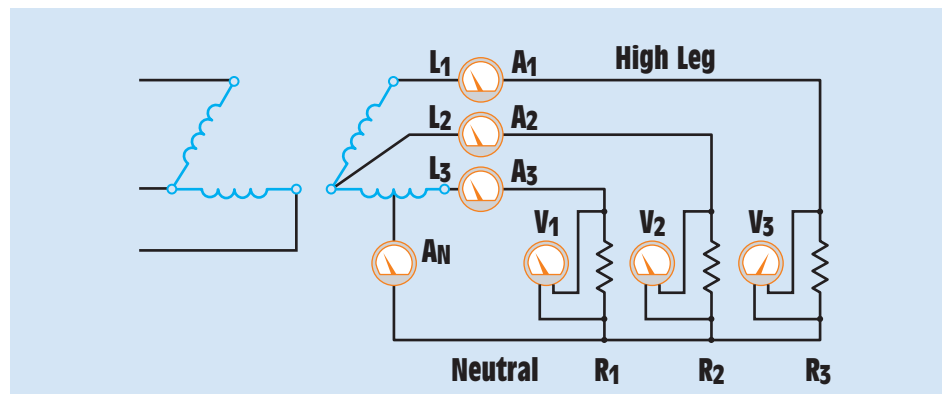 L1 A1 High Leg
L2 A2
L3 A3
V1 V2 V3
AN
Neutral R1 R2 R3